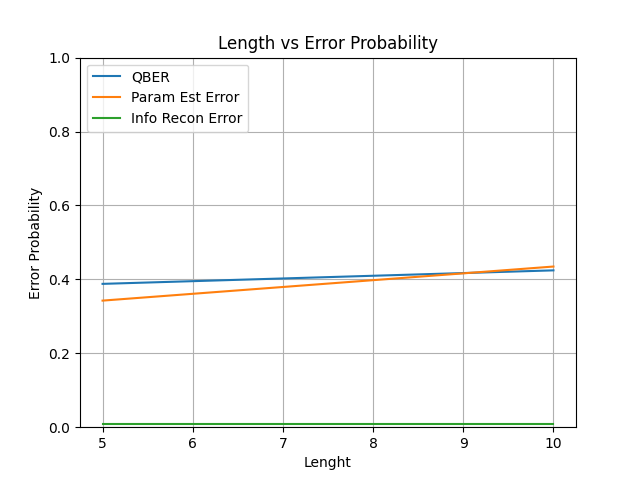 Length vs Error Probability
1.0
0.8
0.6
0.4
0.2
0.0
Error Probability
QBER
Param Est Error
Info Recon Error
5 6 7 8 9 10
Lenght